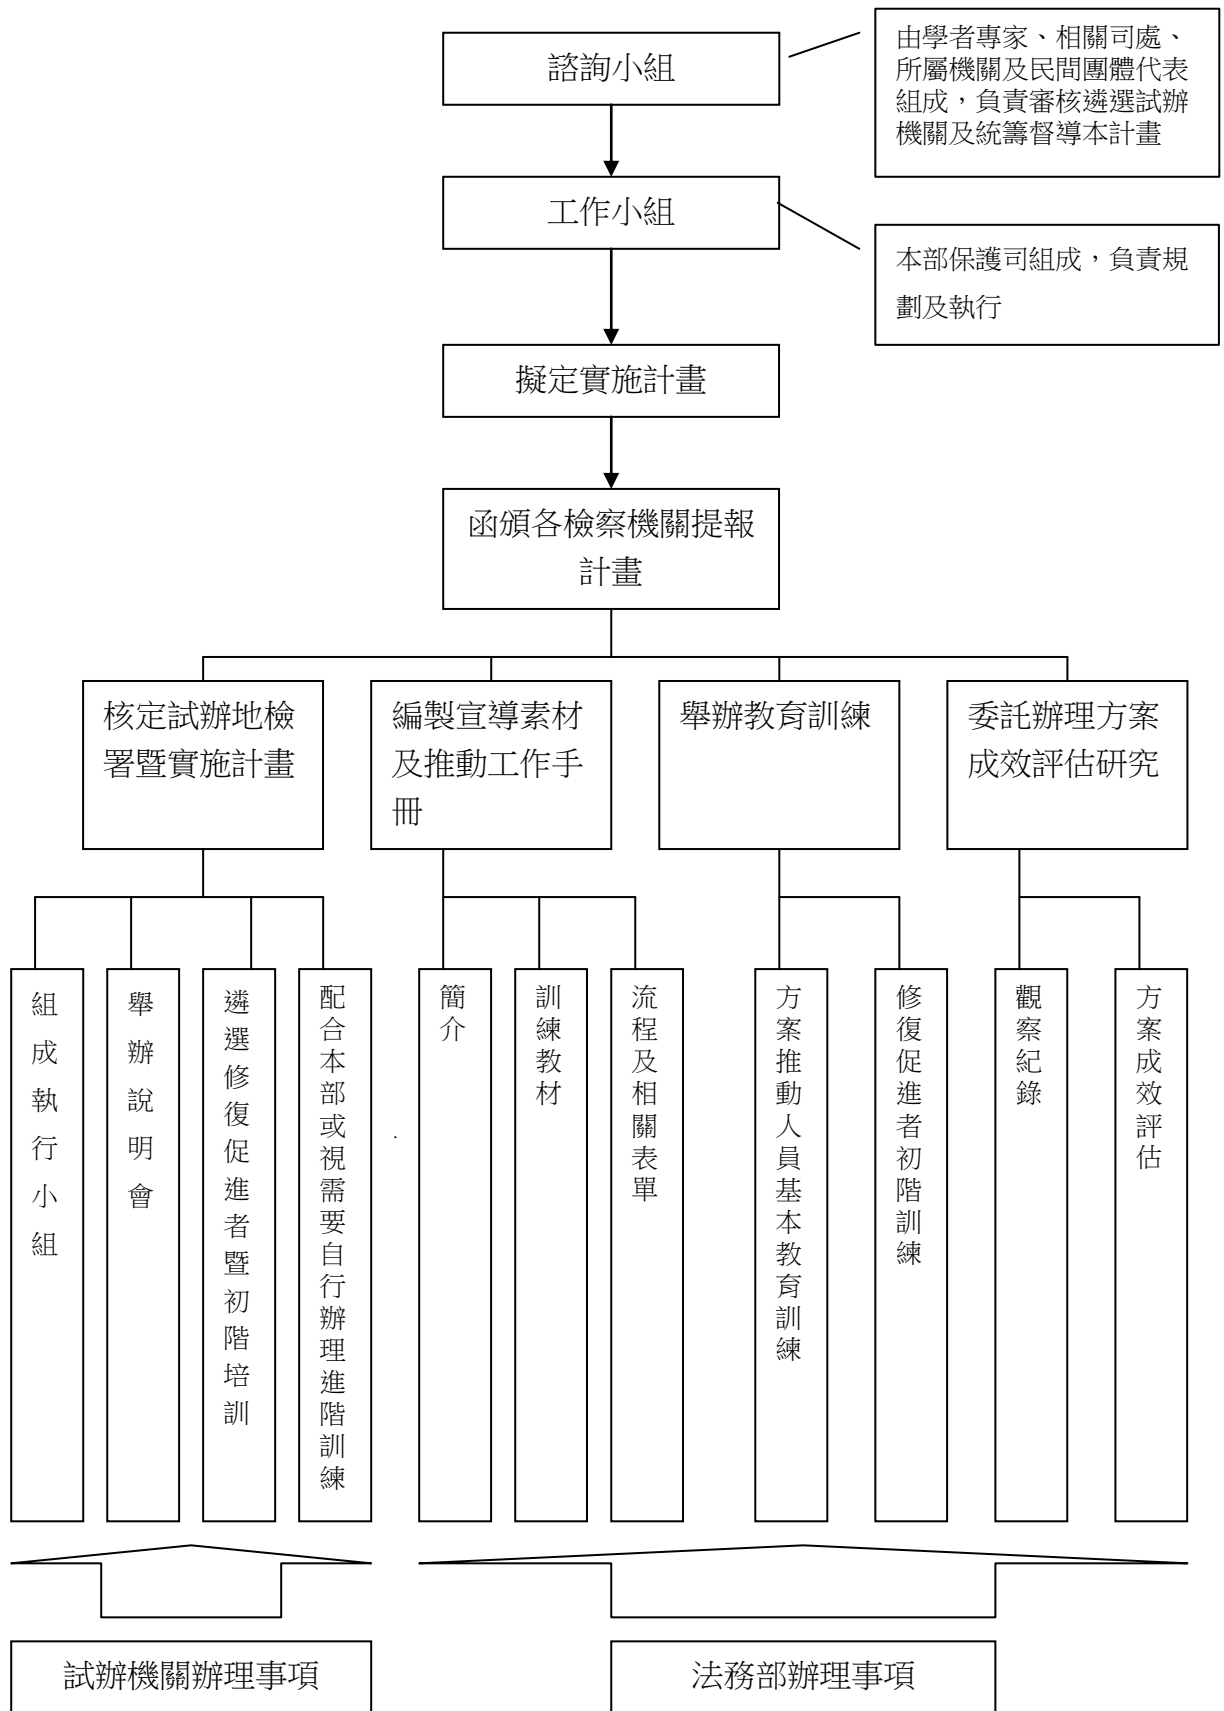 諮詢小組
由學者專家、相關司處、
所屬機關及民間團體代表
組成，負責審核遴選試辦
機關及統籌督導本計畫
工作小組
本部保護司組成，負責規
劃及執行
擬定實施計畫
函頒各檢察機關提報
計畫
核定試辦地檢
署暨實施計畫
編製宣導素材
及推動工作手
冊
舉辦教育訓練
委託辦理方案
成效評估研究
組成執行小組
舉辦說明會
遴選修復促進者暨初階培訓
配合本部或視需要自行辦理進階訓練
簡介
訓練教材
流程及相關表單
方案推動人員基本教育訓練
修復促進者初階訓練
觀察紀錄
方案成效評估
試辦機關辦理事項
法務部辦理事項